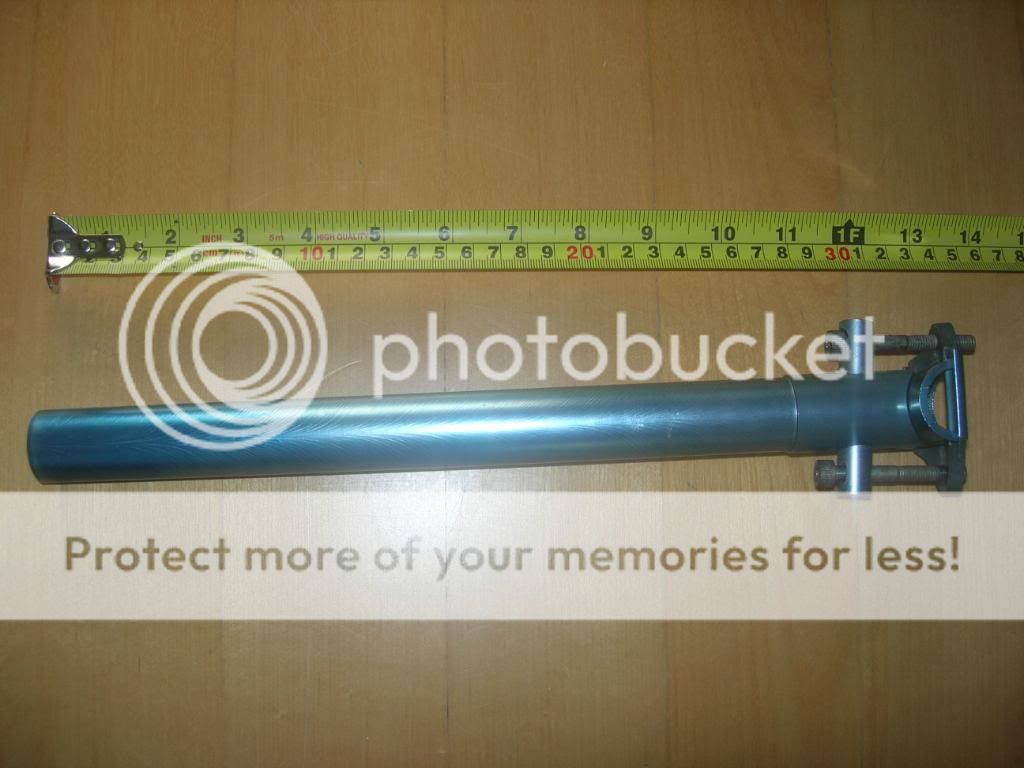 1 2 INCH 3 5m 4 HIGH QUALITY 5 6 7 8 9 10 11 1F 13 14
4 5 6 7 8 9 10 1 2 3 4 5 6 7 8 9 20 1 2 3 4 5 6 7 8 9 30 1 2 3 4 5 6 7 8
photobucket
Protect more of your memories for less!